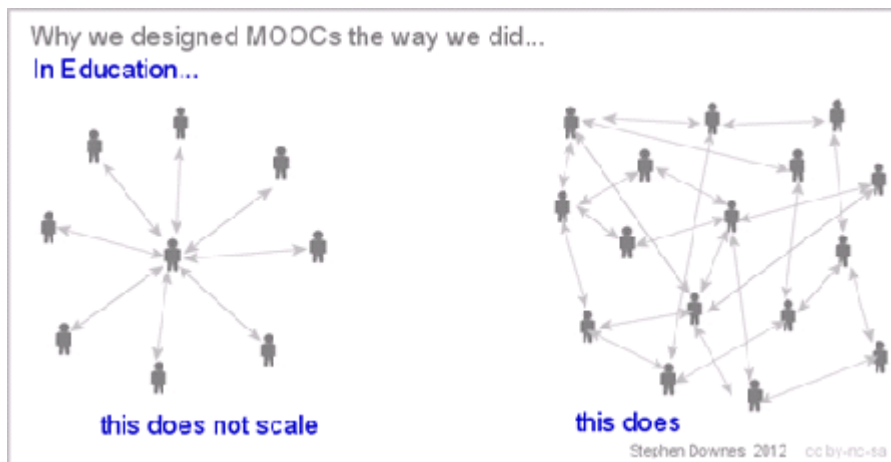 Why we designed MOOCs the way we did...
In Education...
this does not scale
this does
Stephen Downes 2012 cc by-nc-sa